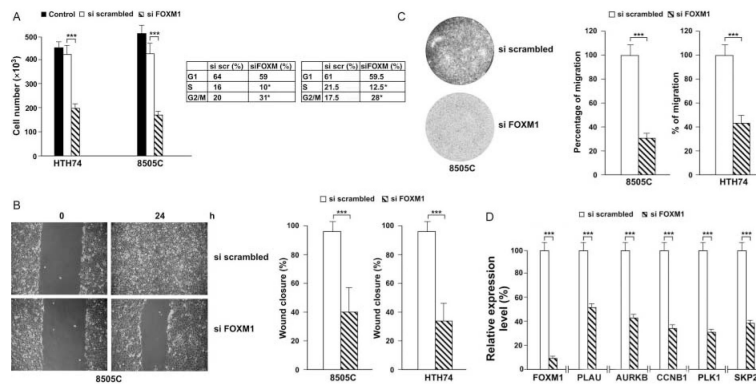 A
Control si scrambled si FOXM1
*** ***
Cell number (×10³)
500
400
300
200
100
0
HTH74 8505C
si scr (%) siFOXM (%)
G1 64 59
S 16 10*
G2/M 20 31*
si scr (%) siFOXM (%)
G1 61 59.5
S 21.5 12.5*
G2/M 17.5 28*
B
0 24 h
si scrambled
si FOXM1
8505C
si scrambled si FOXM1
*** ***
Wound closure (%)
100
80
60
40
20
0
8505C
Wound closure (%)
100
80
60
40
20
0
HTH74
C
si scrambled
si FOXM1
8505C
si scrambled si FOXM1
*** ***
Percentage of migration
120
100
80
60
40
20
0
8505C
% of migration
120
100
80
60
40
20
0
HTH74
D
si scrambled si FOXM1
*** *** *** *** *** ***
Relative expression
level (%)
100
80
60
40
20
0
FOXM1 PLAU AURKB CCNB1 PLK1 SKP2